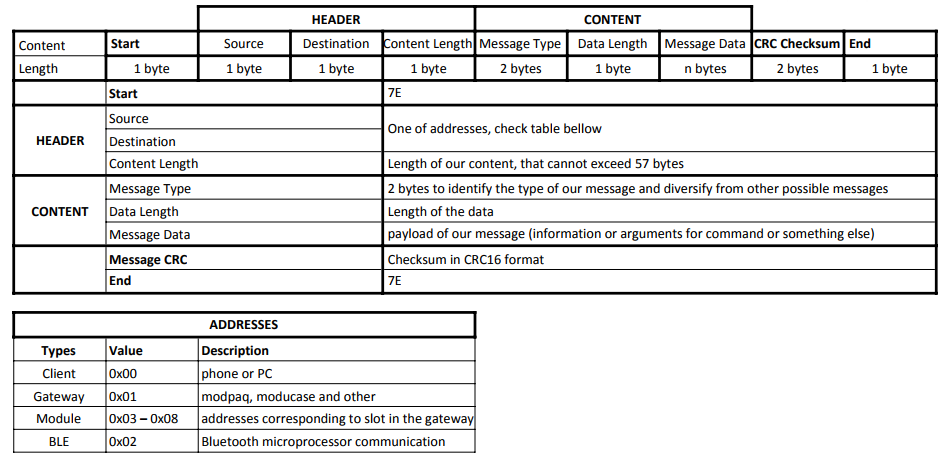 HEADER CONTENT
Content Start Source Destination Content Length Message Type Data Length Message Data CRC Checksum End
Length 1 byte 1 byte 1 byte 1 byte 2 bytes 1 byte n bytes 2 bytes 1 byte
Start 7E
HEADER
Source
Destination
One of addresses, check table bellow
Content Length Length of our content, that cannot exceed 57 bytes
CONTENT
Message Type 2 bytes to identify the type of our message and diversify from other possible messages
Data Length Length of the data
Message Data payload of our message (information or arguments for command or something else)
Message CRC Checksum in CRC16 format
End 7E
ADDRESSES
Types Value Description
Client 0x00 phone or PC
Gateway 0x01 modpaq, moducase and other
Module 0x03 – 0x08 addresses corresponding to slot in the gateway
BLE 0x02 Bluetooth microprocessor communication